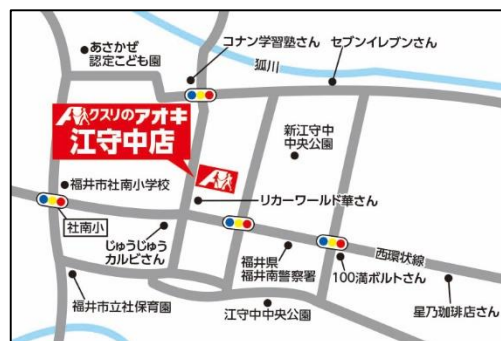 あさかぜ
認定こども園
コナン学習塾さん
セブンイレブンさん
狐川
クスリのアオキ
江守中店
新江守中
中央公園
福井市社南小学校
リカーワールド華さん
社南小
じゅうじゅう
カルビさん
福井県
福井南警察署
西環状線
100満ボルトさん
福井市立社保育園
江守中中央公園
星乃珈琲店さん